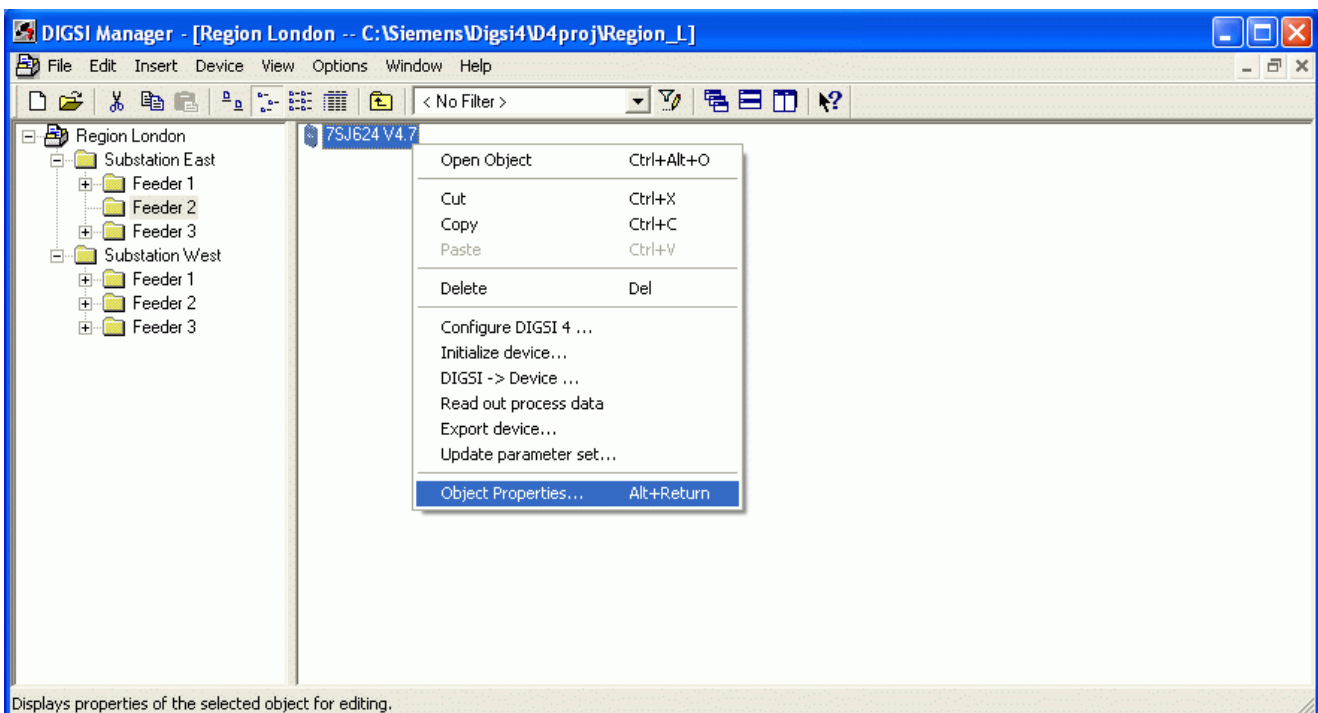 DIGSI Manager - [Region London -- C:\Siemens\Digsi4\D4proj\Region_L]
File Edit Insert Device View Options Window Help
< No Filter >
Region London
Substation East
Feeder 1
Feeder 2
Feeder 3
Substation West
Feeder 1
Feeder 2
Feeder 3
7SJ624 V4.7
Open Object Ctrl+Alt+O
Cut Ctrl+X
Copy Ctrl+C
Paste Ctrl+V
Delete Del
Configure DIGSI 4 ...
Initialize device...
DIGSI -> Device ...
Read out process data
Export device...
Update parameter set...
Object Properties... Alt+Return
Displays properties of the selected object for editing.